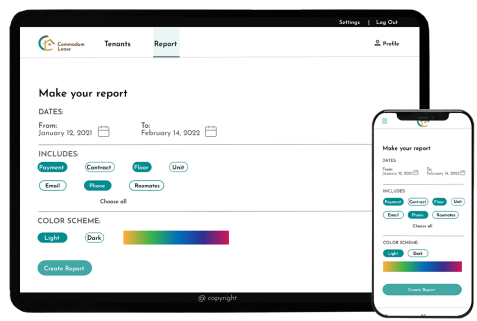 Settings | Log Out
Commodum
Lease
Tenants
Report
Profile
Make your report
DATES:
From:
January 12, 2021
To:
February 14, 2022
INCLUDES:
Payment
Contract
Floor
Unit
Email
Phone
Roomates
Choose all
COLOR SCHEME:
Light
Dark
Create Report
@ copyright
Make your report
DATES:
From:
January 12, 2021
To:
February 14, 2022
INCLUDES:
Payment
Contract
Floor
Unit
Email
Phone
Roomates
Choose all
COLOR SCHEME:
Light
Dark
Create Report